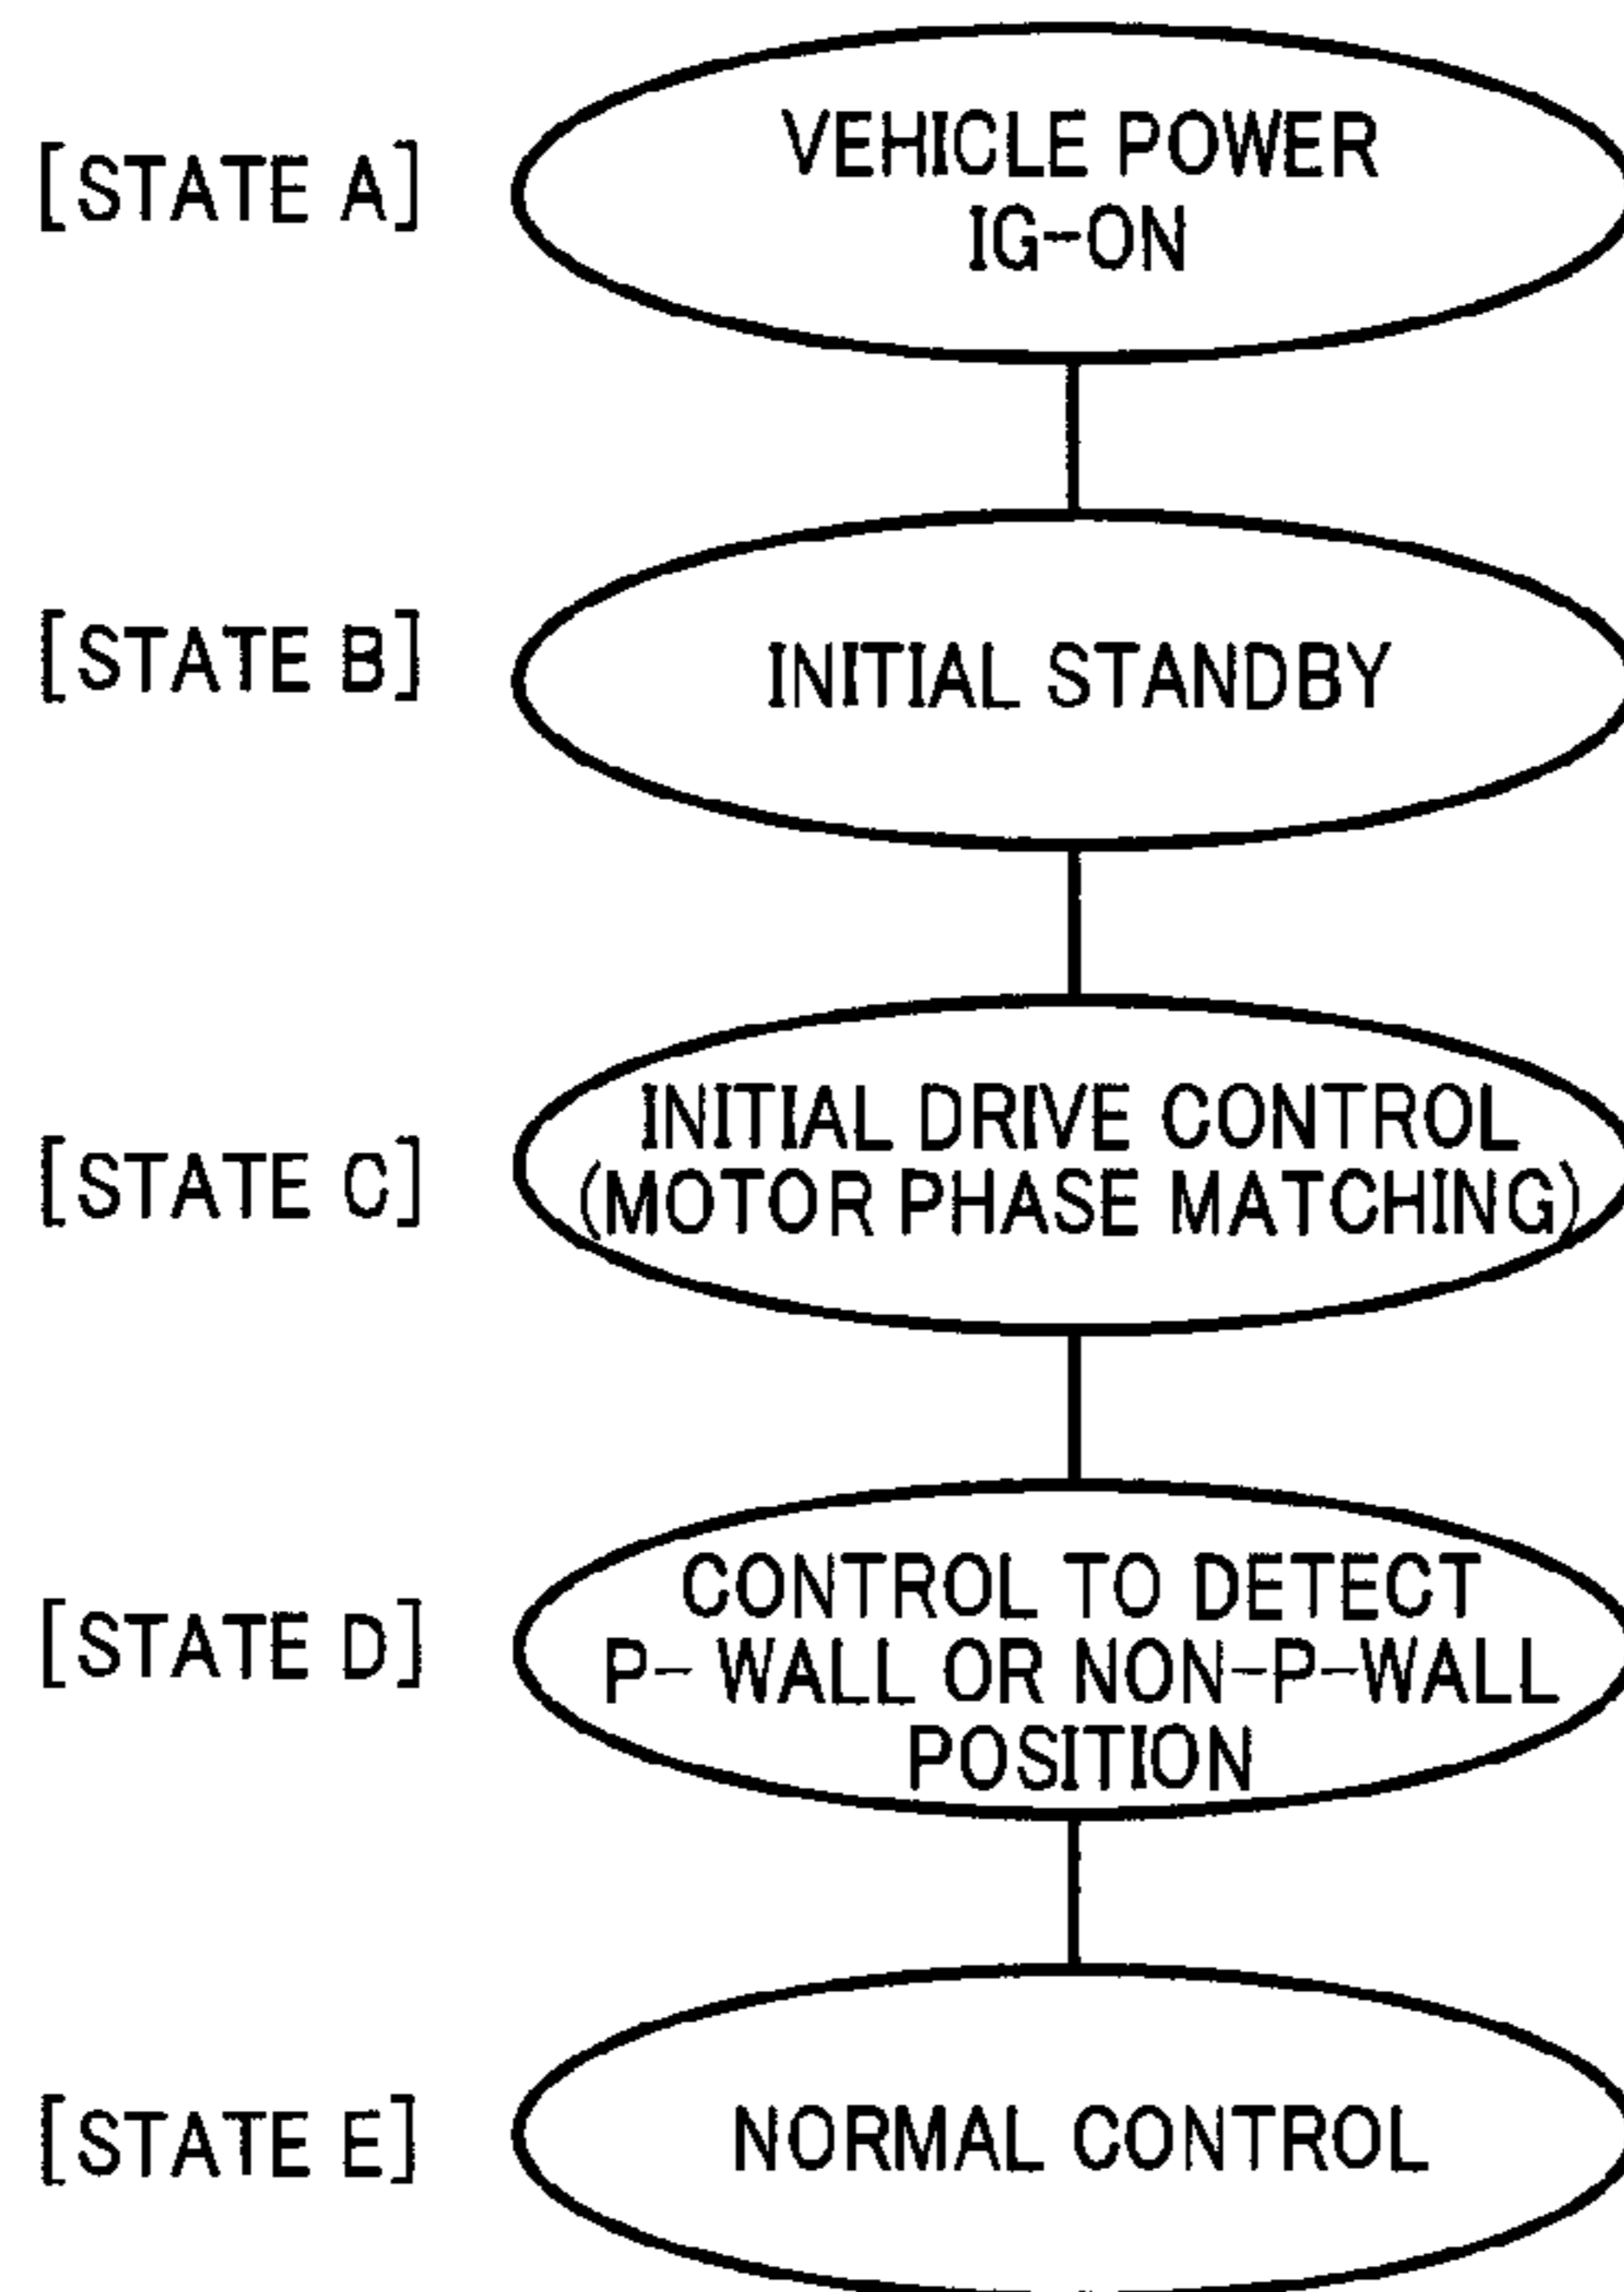 [STATE A]
VEHICLE POWER
IG-ON
[STATE B]
INITIAL STANDBY
[STATE C]
INITIAL DRIVE CONTROL
(MOTOR PHASE MATCHING)
[STATE D]
CONTROL TO DETECT
P- WALL OR NON-P-WALL
POSITION
[STATE E]
NORMAL CONTROL